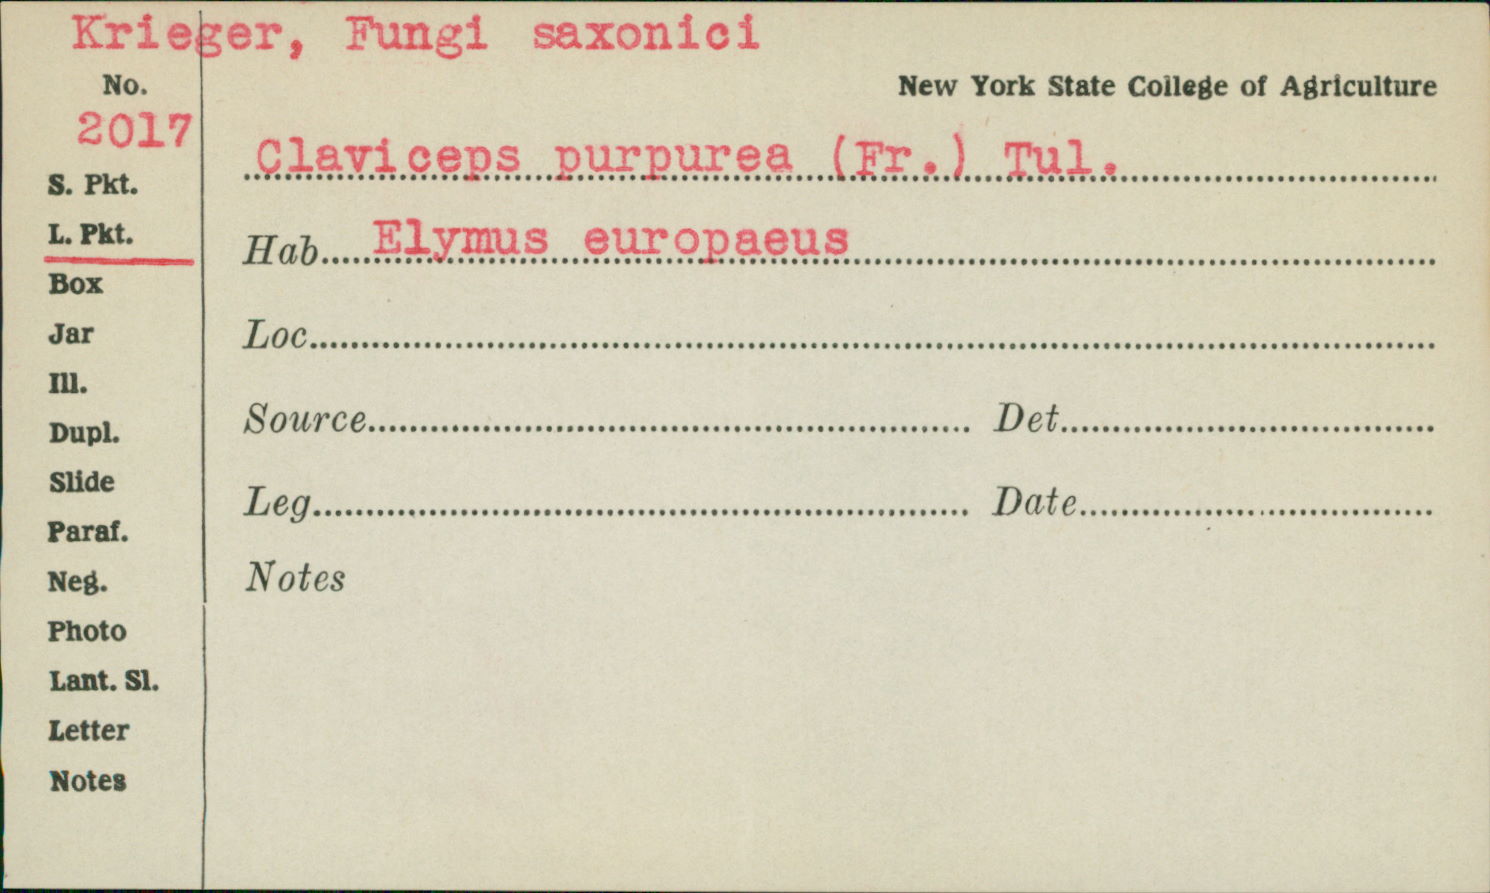 Krieger, Fungi saxonici
No.
2017
New York State College of Agriculture
Claviceps purpurea (Fr.) Tul.
S. Pkt.
L. Pkt.
Hab. Elymus europaeus
Box
Jar
Loc.
Ill.
Dupl.
Source Det.
Slide
Leg. Date
Paraf.
Neg.
Notes
Photo
Lant. Sl.
Letter
Notes